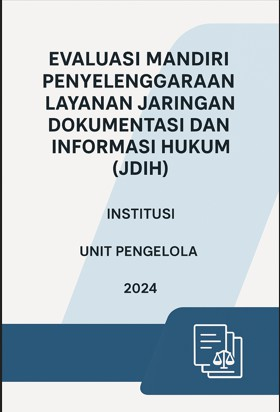 EVALUASI MANDIRI
PENYELENGGARAAN
LAYANAN JARINGAN
DOKUMENTASI DAN
INFORMASI HUKUM
(JDIH)
INSTITUSI
UNIT PENGELOLA
2024